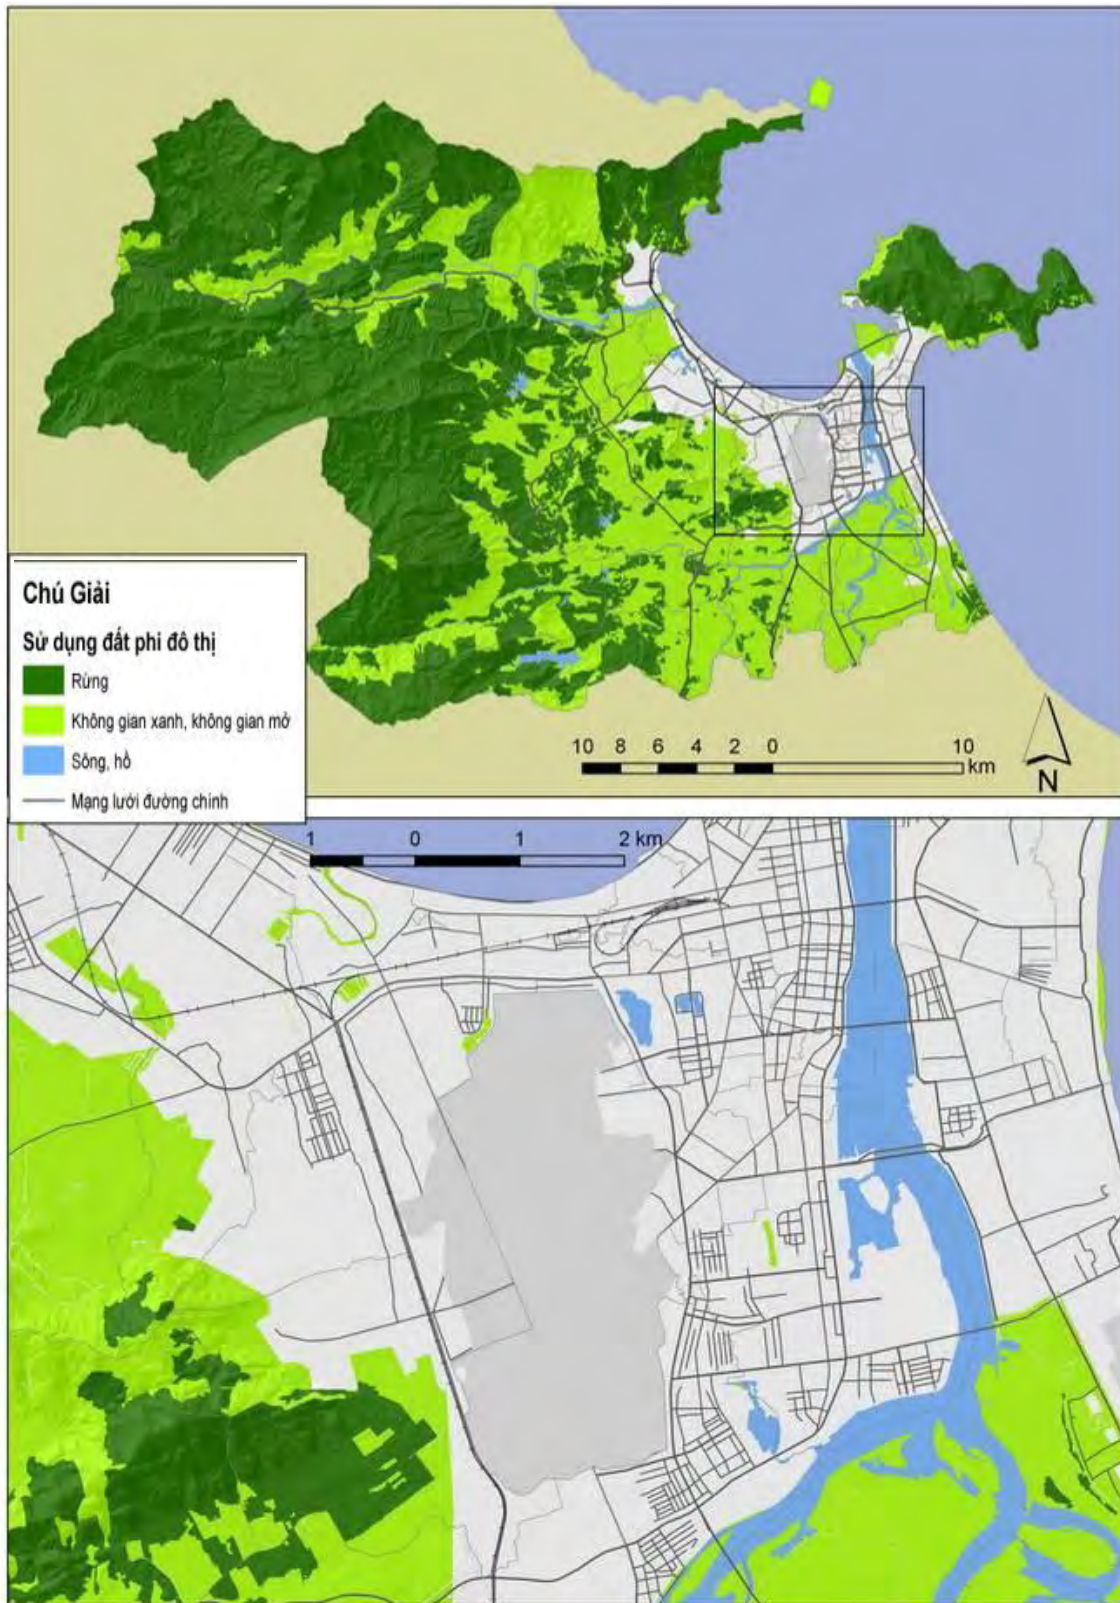 Chú Giải
Sử dụng đất phi đô thị
Rừng
Không gian xanh, không gian mở
Sông, hồ
Mạng lưới đường chính
10 8 6 4 2 0 10
km
N
1 0 1 2 km